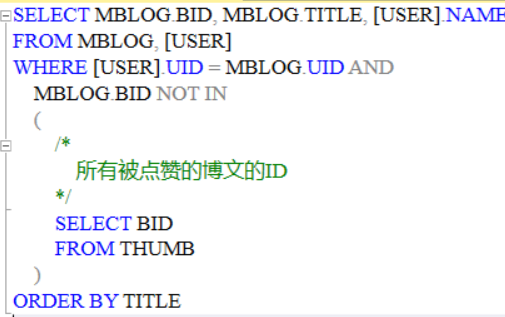 SELECT MBLOG.BID, MBLOG.TITLE, [USER].NAME
FROM MBLOG, [USER]
WHERE [USER].UID = MBLOG.UID AND
MBLOG.BID NOT IN
(
/*
所有被点赞的博文的ID
*/
SELECT BID
FROM THUMB
)
ORDER BY TITLE